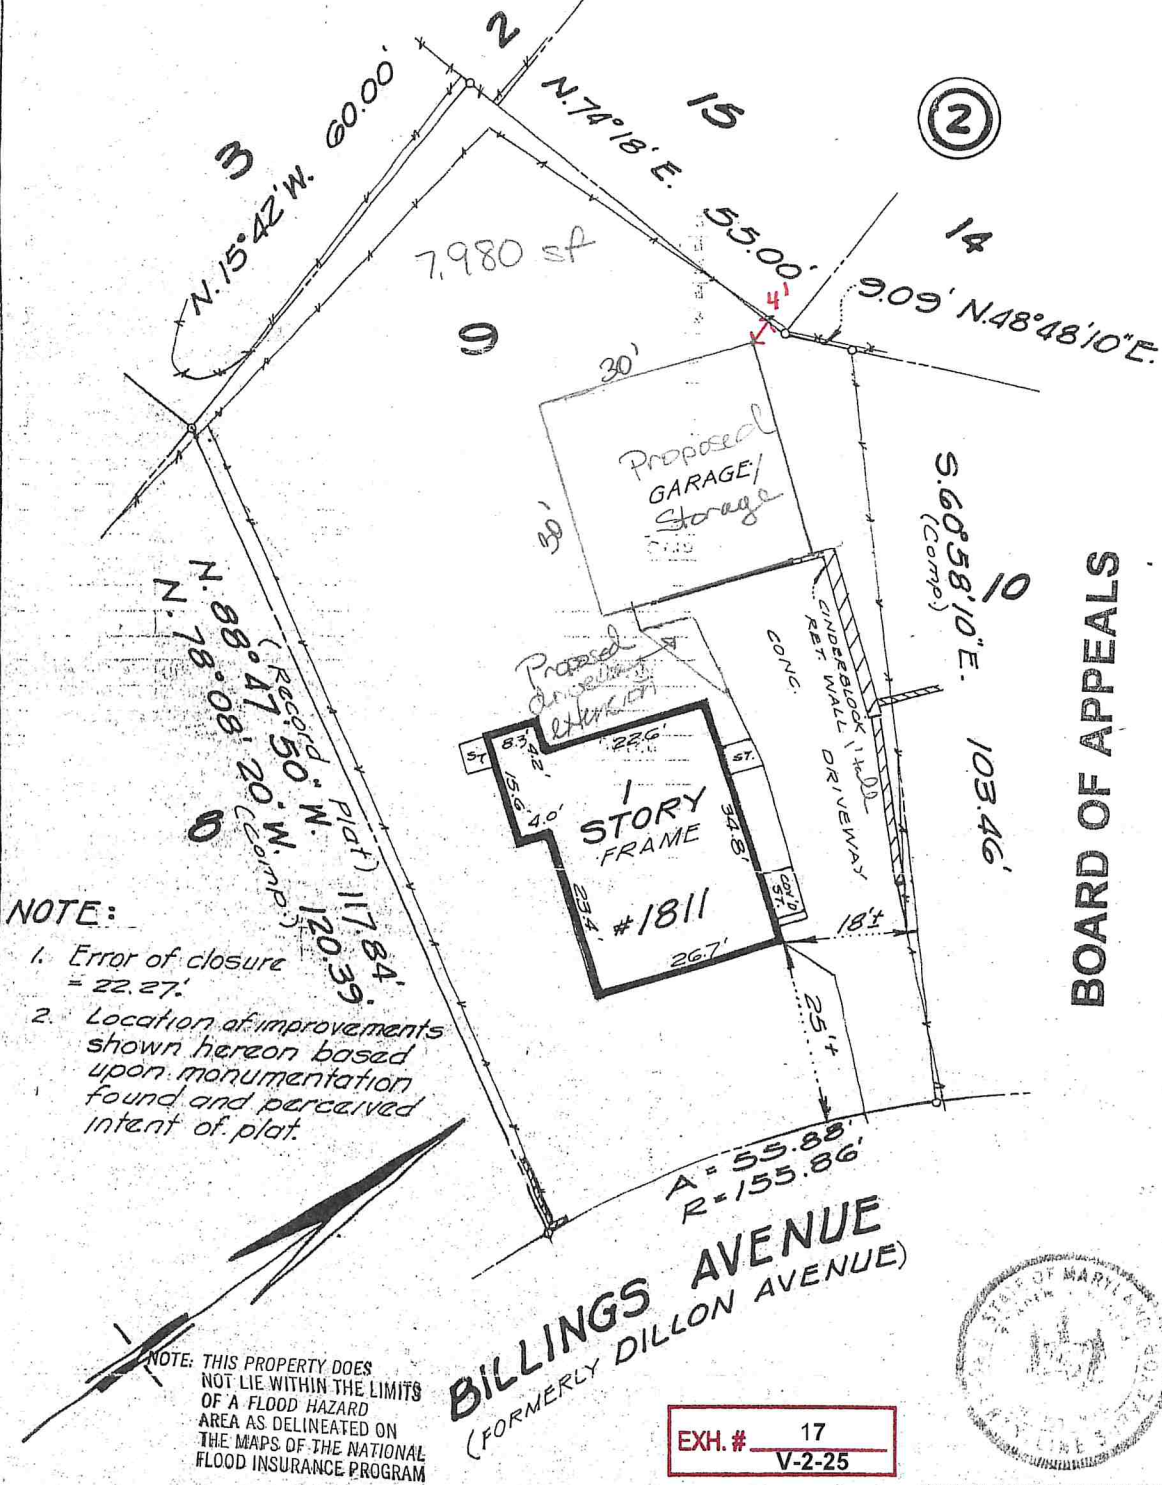 2
3
N.15°42'W. 60.00'
N.74°18'E. 55.00'
15
2
14
9.09' N.48°48'10"E.
4'
7,980 sf
9
30'
30'
Proposed
GARAGE/
Storage
S.60°58'10"E. 103.46'
(Comp)
10
CINDERBLOCK
RET. WALL
CONC.
DRIVEWAY
Proposed
driveway
extension
N. 88°47'50"W. 117.84'
(Record plat)
N. 78°08'20"W. 120.39'
(Comp.)
8
ST
8.3'
4.2'
22.6'
ST.
15.6'
4.0'
1
STORY
FRAME
34.8'
#1811
23.4'
26.7'
COV'D
ST.
18'±
25'±
BOARD OF APPEALS
NOTE:
1. Error of closure
= 22.27'.
2. Location of improvements
shown hereon based
upon monumentation
found and perceived
intent of plat.
A = 55.88'
R = 155.86'
BILLINGS AVENUE
(FORMERLY DILLON AVENUE)
NOTE: THIS PROPERTY DOES
NOT LIE WITHIN THE LIMITS
OF A FLOOD HAZARD
AREA AS DELINEATED ON
THE MAPS OF THE NATIONAL
FLOOD INSURANCE PROGRAM
EXH. # 17
V-2-25
STATE OF MARYLAND